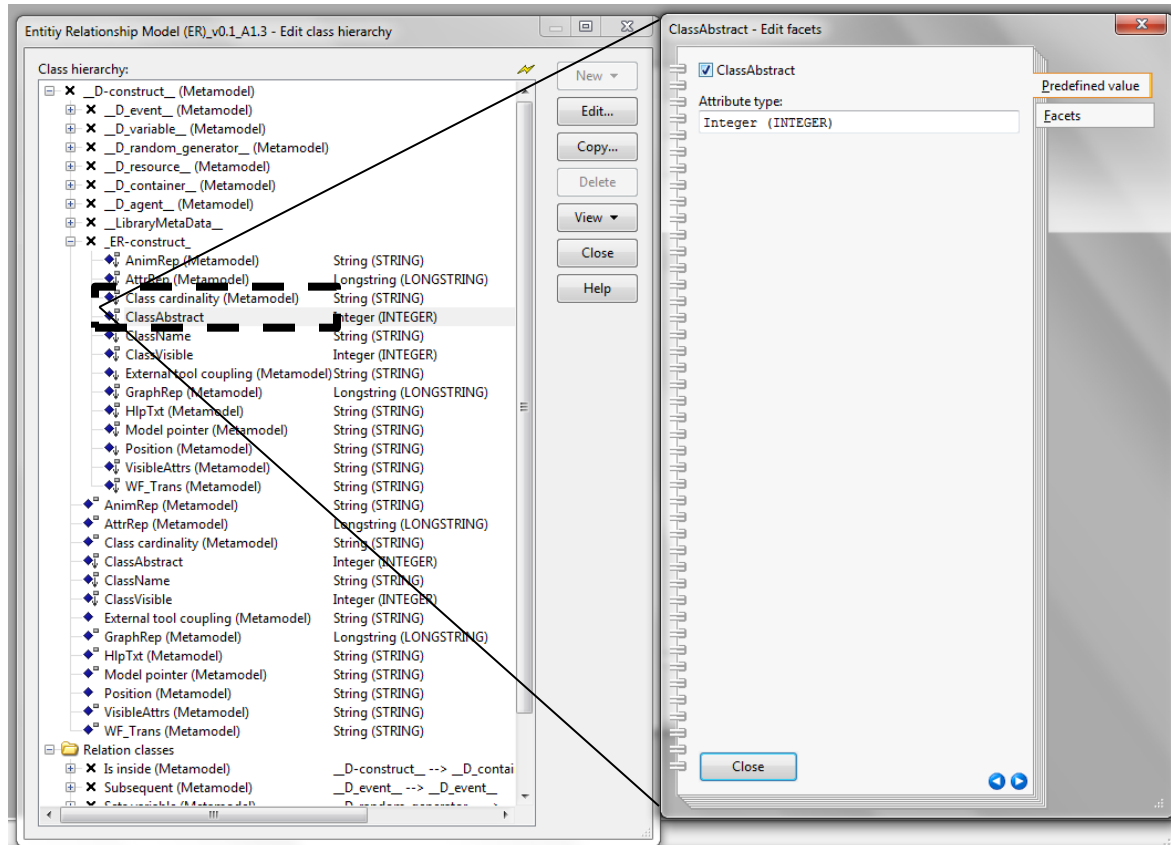 Entitiy Relationship Model (ER)_v0.1_A1.3 - Edit class hierarchy
Class hierarchy:
__D-construct__ (Metamodel)
__D_event__ (Metamodel)
__D_variable__ (Metamodel)
__D_random_generator__ (Metamodel)
__D_resource__ (Metamodel)
__D_container__ (Metamodel)
__D_agent__ (Metamodel)
__LibraryMetaData__
_ER-construct_
AnimRep (Metamodel) String (STRING)
AttrRep (Metamodel) Longstring (LONGSTRING)
Class cardinality (Metamodel) String (STRING)
ClassAbstract Integer (INTEGER)
ClassName String (STRING)
ClassVisible Integer (INTEGER)
External tool coupling (Metamodel) String (STRING)
GraphRep (Metamodel) Longstring (LONGSTRING)
HlpTxt (Metamodel) String (STRING)
Model pointer (Metamodel) String (STRING)
Position (Metamodel) String (STRING)
VisibleAttrs (Metamodel) String (STRING)
WF_Trans (Metamodel) String (STRING)
AnimRep (Metamodel) String (STRING)
AttrRep (Metamodel) Longstring (LONGSTRING)
Class cardinality (Metamodel) String (STRING)
ClassAbstract Integer (INTEGER)
ClassName String (STRING)
ClassVisible Integer (INTEGER)
External tool coupling (Metamodel) String (STRING)
GraphRep (Metamodel) Longstring (LONGSTRING)
HlpTxt (Metamodel) String (STRING)
Model pointer (Metamodel) String (STRING)
Position (Metamodel) String (STRING)
VisibleAttrs (Metamodel) String (STRING)
WF_Trans (Metamodel) String (STRING)
Relation classes
Is inside (Metamodel) __D-construct__ --> __D_contai
Subsequent (Metamodel) __D_event__ --> __D_event__
New
Edit...
Copy...
Delete
View
Close
Help
ClassAbstract - Edit facets
ClassAbstract
Attribute type:
Integer (INTEGER)
Predefined value
Facets
Close